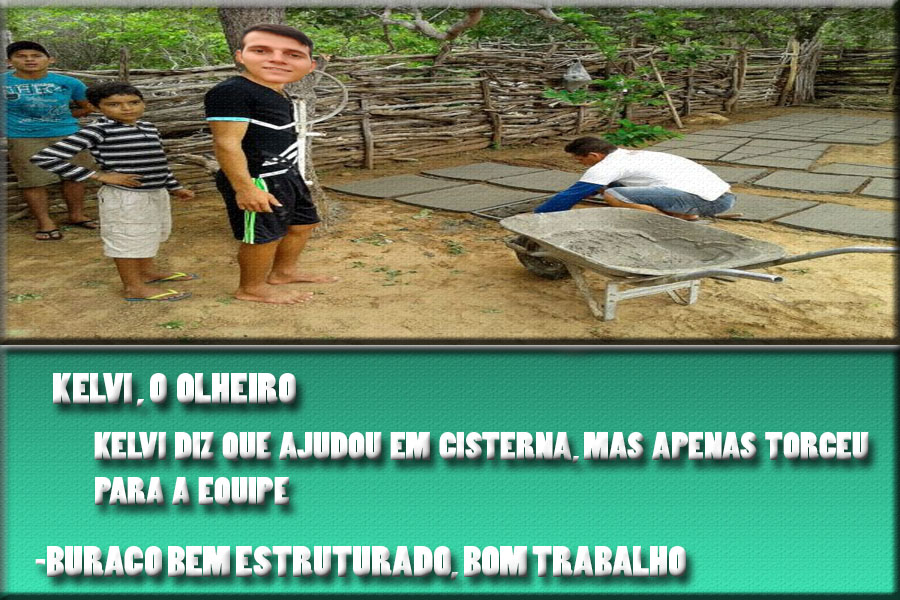 KELVI, O OLHEIRO
KELVI DIZ QUE AJUDOU EM CISTERNA, MAS APENAS TORCEU
PARA A EQUIPE
-BURACO BEM ESTRUTURADO, BOM TRABALHO